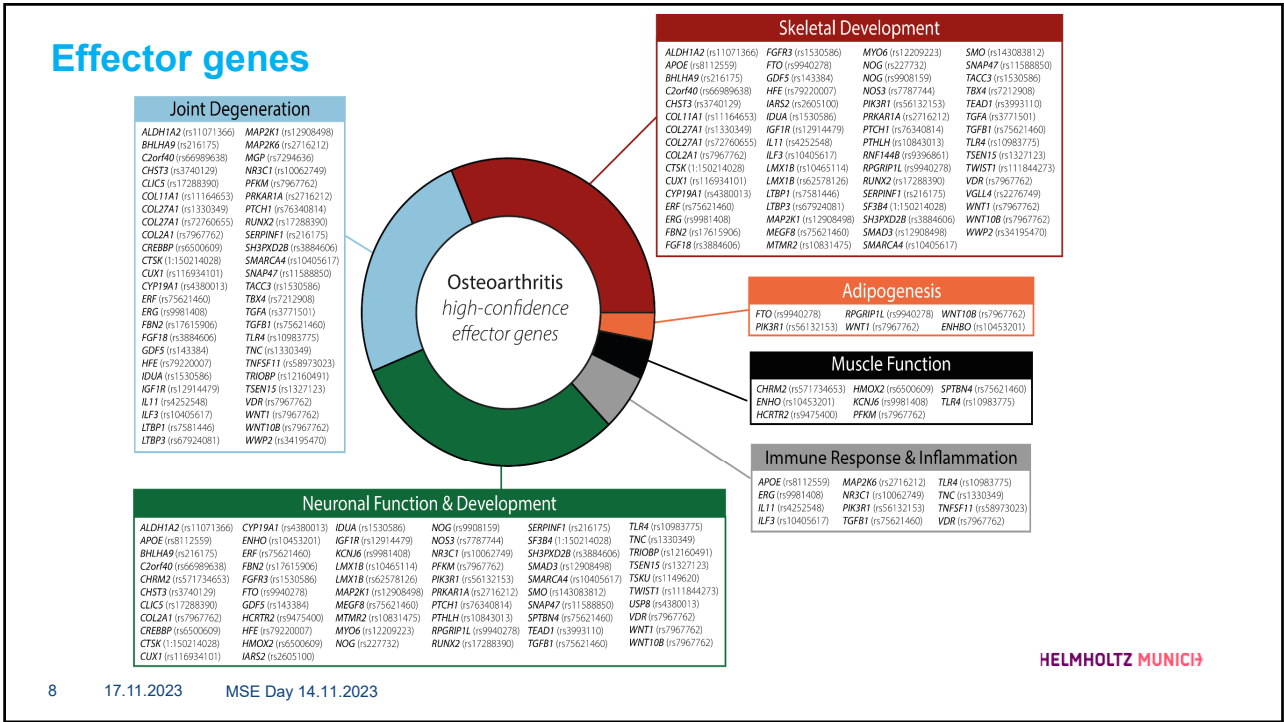 Effector genes
Skeletal Development
ALDH1A2 (rs11071366) FGFR3 (rs1530586) MYO6 (rs12209223) SMO (rs143083812)
APOE (rs8112559) FTO (rs9940278) NOG (rs227732) SNAP47 (rs11588850)
BHLHA9 (rs216175) GDF5 (rs143384) NOG (rs9908159) TACC3 (rs1530586)
C2orf40 (rs66989638) HFE (rs79220007) NOS3 (rs7787744) TBX4 (rs7212908)
CHST3 (rs3740129) IARS2 (rs2605100) PIK3R1 (rs56132153) TEAD1 (rs3993110)
COL11A1 (rs11164653) IDUA (rs1530586) PRKAR1A (rs2716212) TGFA (rs3771501)
COL27A1 (rs1330349) IGF1R (rs12914479) PTCH1 (rs76340814) TGFB1 (rs75621460)
COL27A1 (rs72760655) IL11 (rs4252548) PTHLH (rs10843013) TLR4 (rs10983775)
COL2A1 (rs7967762) ILF3 (rs10405617) RNF144B (rs9396861) TSEN15 (rs1327123)
CTSK (1:150214028) LMX1B (rs10465114) RPGRIP1L (rs9940278) TWIST1 (rs111844273)
CUX1 (rs116934101) LMX1B (rs62578126) RUNX2 (rs17288390) VDR (rs7967762)
CYP19A1 (rs4380013) LTBP1 (rs7581446) SERPINF1 (rs216175) VGLL4 (rs2276749)
ERF (rs75621460) LTBP3 (rs67924081) SF3B4 (1:150214028) WNT1 (rs7967762)
ERG (rs9981408) MAP2K1 (rs12908498) SH3PXD2B (rs3884606) WNT10B (rs7967762)
FBN2 (rs17615906) MEGF8 (rs75621460) SMAD3 (rs12908498) WWP2 (rs34195470)
FGF18 (rs3884606) MTMR2 (rs10831475) SMARCA4 (rs10405617)
Joint Degeneration
ALDH1A2 (rs11071366) MAP2K1 (rs12908498)
BHLHA9 (rs216175) MAP2K6 (rs2716212)
C2orf40 (rs66989638) MGP (rs7294636)
CHST3 (rs3740129) NR3C1 (rs10062749)
CLIC5 (rs17288390) PFKM (rs7967762)
COL11A1 (rs11164653) PRKAR1A (rs2716212)
COL27A1 (rs1330349) PTCH1 (rs76340814)
COL27A1 (rs72760655) RUNX2 (rs17288390)
COL2A1 (rs7967762) SERPINF1 (rs216175)
CREBBP (rs6500609) SH3PXD2B (rs3884606)
CTSK (1:150214028) SMARCA4 (rs10405617)
CUX1 (rs116934101) SNAP47 (rs11588850)
CYP19A1 (rs4380013) TACC3 (rs1530586)
ERF (rs75621460) TBX4 (rs7212908)
ERG (rs9981408) TGFA (rs3771501)
FBN2 (rs17615906) TGFB1 (rs75621460)
FGF18 (rs3884606) TLR4 (rs10983775)
GDF5 (rs143384) TNC (rs1330349)
HFE (rs79220007) TNFSF11 (rs58973023)
IDUA (rs1530586) TRIOBP (rs12160491)
IGF1R (rs12914479) TSEN15 (rs1327123)
IL11 (rs4252548) VDR (rs7967762)
ILF3 (rs10405617) WNT1 (rs7967762)
LTBP1 (rs7581446) WNT10B (rs7967762)
LTBP3 (rs67924081) WWP2 (rs34195470)
Osteoarthritis
high-confidence
effector genes
Adipogenesis
FTO (rs9940278) RPGRIP1L (rs9940278) WNT10B (rs7967762)
PIK3R1 (rs56132153) WNT1 (rs7967762) ENHBO (rs10453201)
Muscle Function
CHRM2 (rs571734653) HMOX2 (rs6500609) SPTBN4 (rs75621460)
ENHO (rs10453201) KCNJ6 (rs9981408) TLR4 (rs10983775)
HCRTR2 (rs9475400) PFKM (rs7967762)
Immune Response & Inflammation
APOE (rs8112559) MAP2K6 (rs2716212) TLR4 (rs10983775)
ERG (rs9981408) NR3C1 (rs10062749) TNC (rs1330349)
IL11 (rs4252548) PIK3R1 (rs56132153) TNFSF11 (rs58973023)
ILF3 (rs10405617) TGFB1 (rs75621460) VDR (rs7967762)
Neuronal Function & Development
ALDH1A2 (rs11071366) CYP19A1 (rs4380013) IDUA (rs1530586) NOG (rs9908159) SERPINF1 (rs216175) TLR4 (rs10983775)
APOE (rs8112559) ENHO (rs10453201) IGF1R (rs12914479) NOS3 (rs7787744) SF3B4 (1:150214028) TNC (rs1330349)
BHLHA9 (rs216175) ERF (rs75621460) KCNJ6 (rs9981408) NR3C1 (rs10062749) SH3PXD2B (rs3884606) TRIOBP (rs12160491)
C2orf40 (rs66989638) FBN2 (rs17615906) LMX1B (rs10465114) PFKM (rs7967762) SMAD3 (rs12908498) TSEN15 (rs1327123)
CHRM2 (rs571734653) FGFR3 (rs1530586) LMX1B (rs62578126) PIK3R1 (rs56132153) SMARCA4 (rs10405617) TSKU (rs1149620)
CHST3 (rs3740129) FTO (rs9940278) MAP2K1 (rs12908498) PRKAR1A (rs2716212) SMO (rs143083812) TWIST1 (rs111844273)
CLIC5 (rs17288390) GDF5 (rs143384) MEGF8 (rs75621460) PTCH1 (rs76340814) SNAP47 (rs11588850) USP8 (rs4380013)
COL2A1 (rs7967762) HCRTR2 (rs9475400) MTMR2 (rs10831475) PTHLH (rs10843013) SPTBN4 (rs75621460) VDR (rs7967762)
CREBBP (rs6500609) HFE (rs79220007) MYO6 (rs12209223) RPGRIP1L (rs9940278) TEAD1 (rs3993110) WNT1 (rs7967762)
CTSK (1:150214028) HMOX2 (rs6500609) NOG (rs227732) RUNX2 (rs17288390) TGFB1 (rs75621460) WNT10B (rs7967762)
CUX1 (rs116934101) IARS2 (rs2605100)
HELMHOLTZ MUNICH
8 17.11.2023 MSE Day 14.11.2023